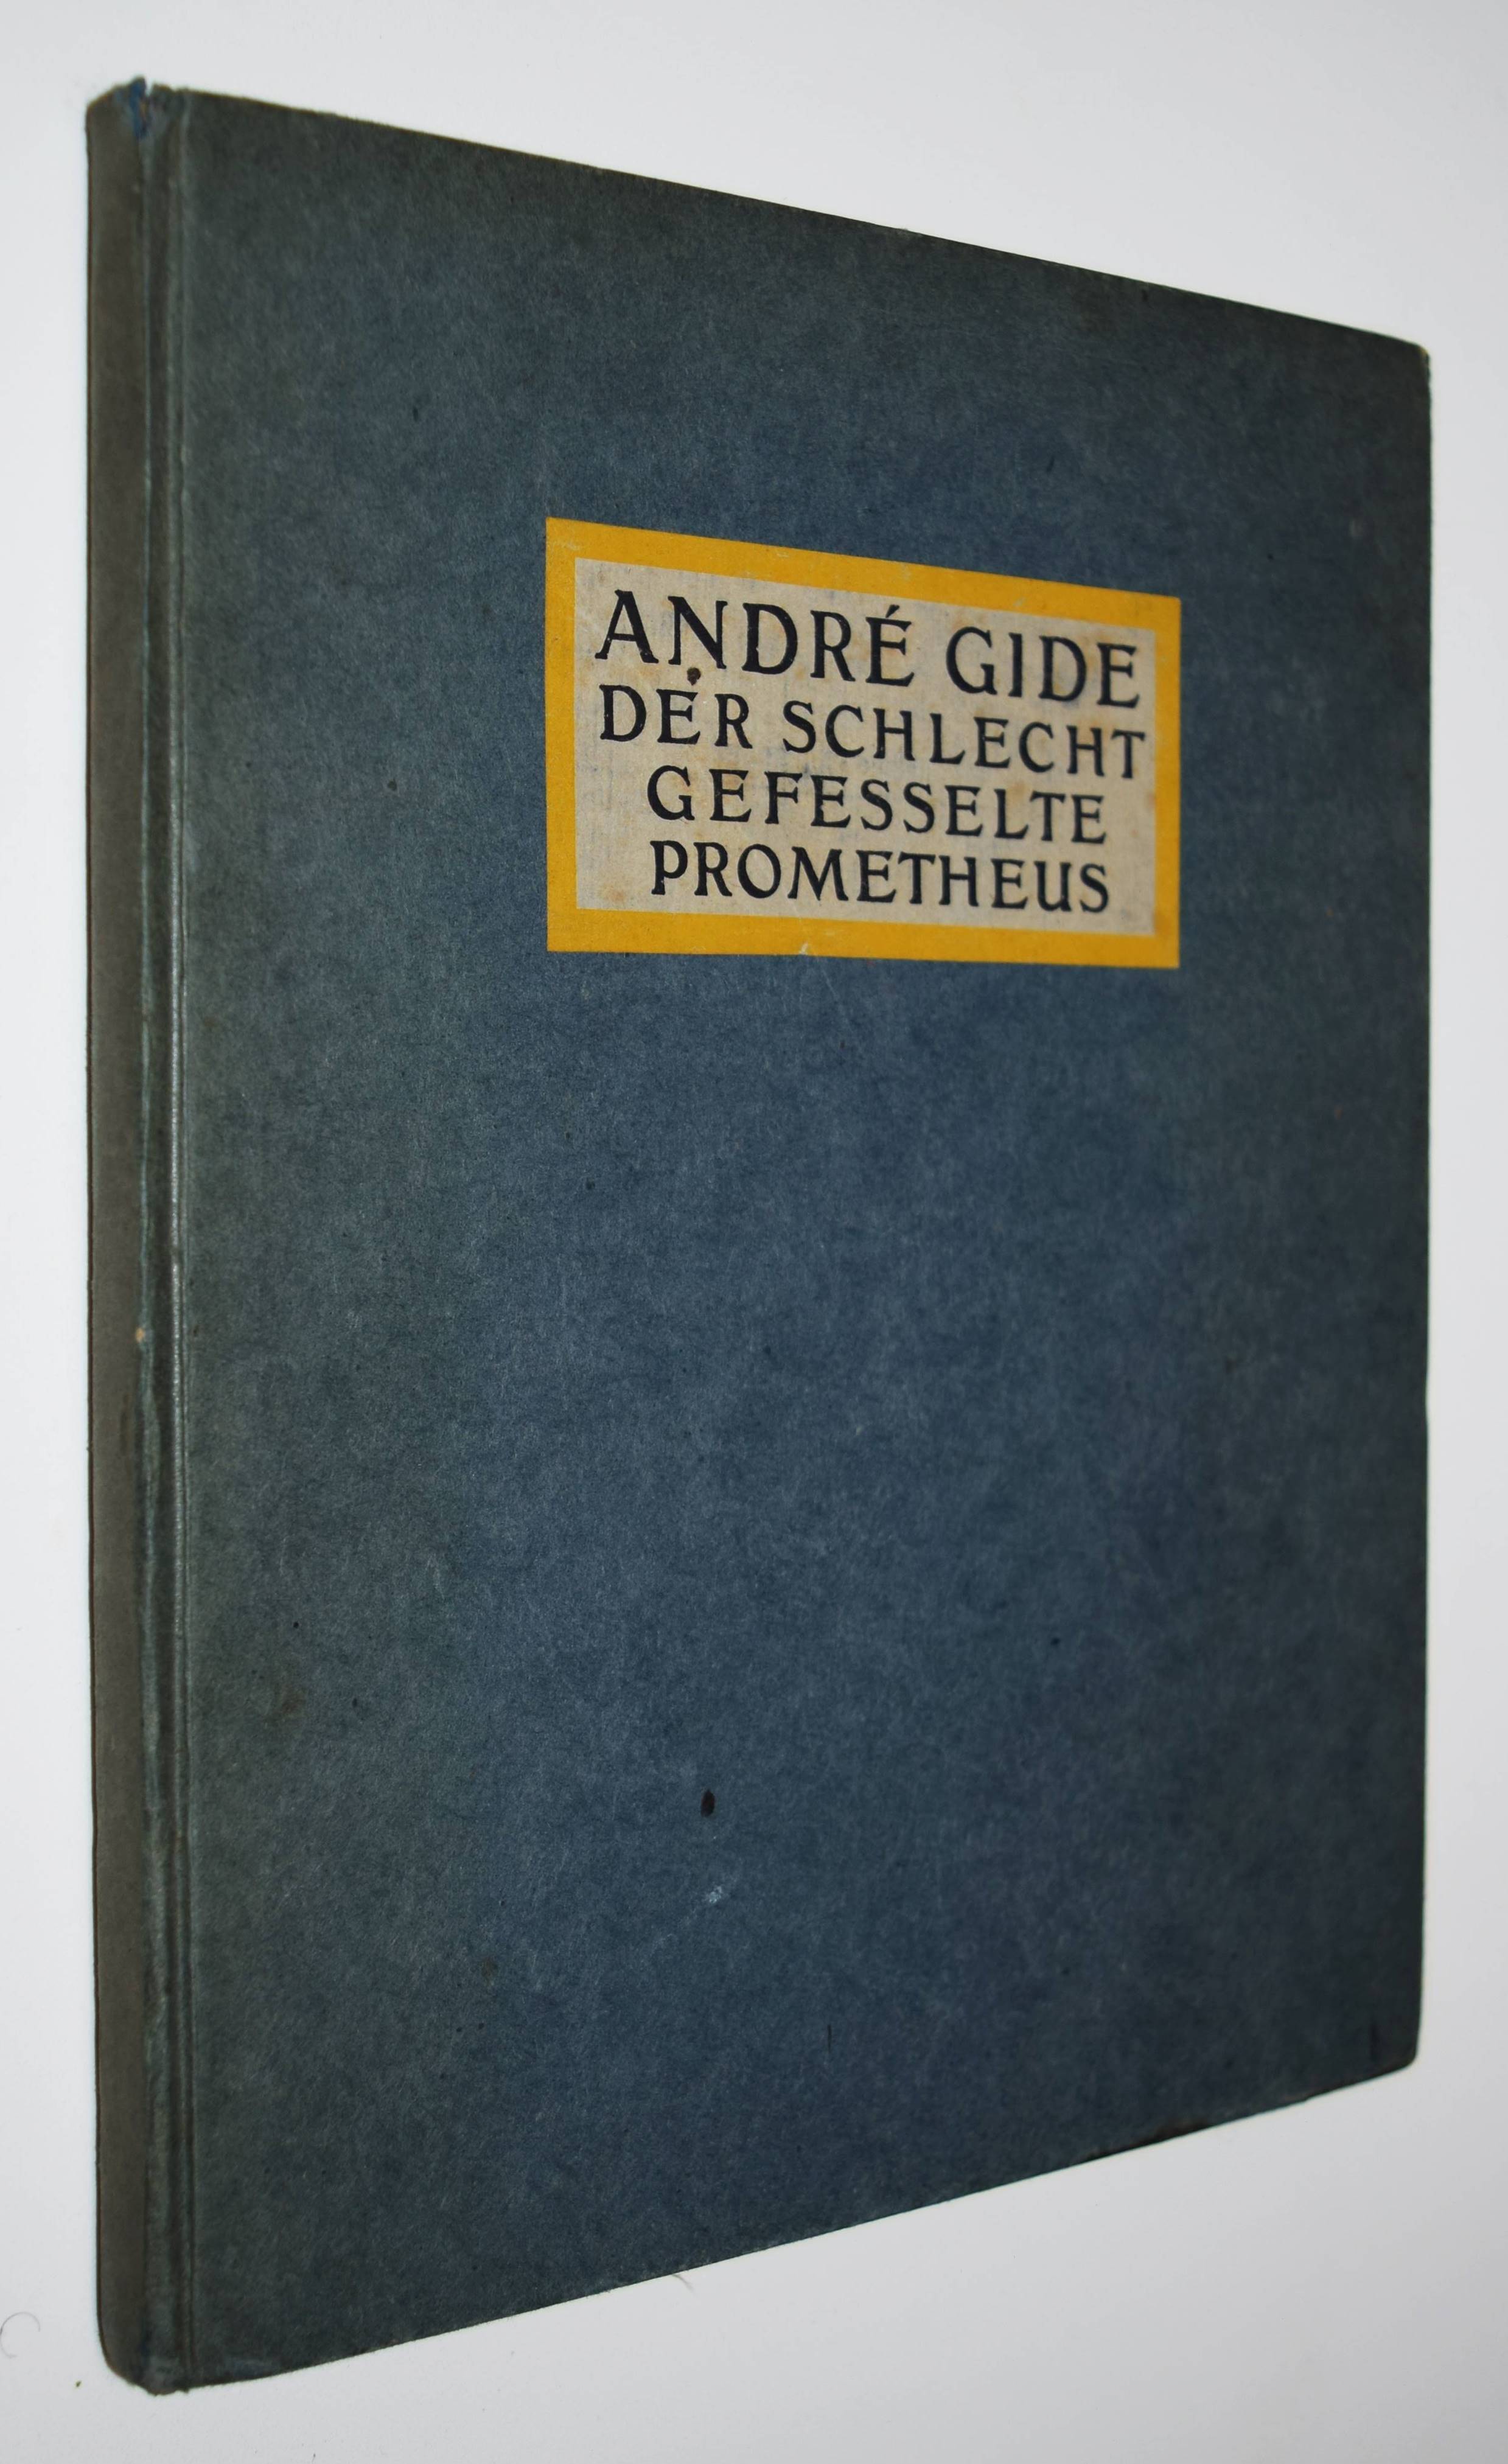 ANDRÉ GIDE
DER SCHLECHT
GEFESSELTE
PROMETHEUS